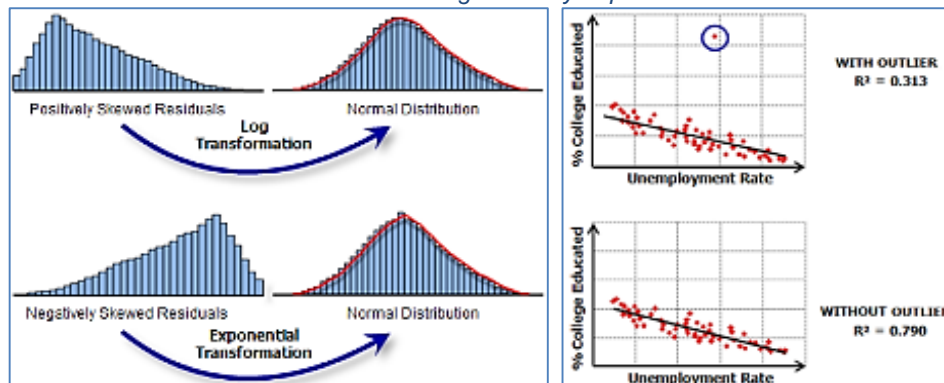 Positively Skewed Residuals
Normal Distribution
Log
Transformation
Negatively Skewed Residuals
Normal Distribution
Exponential
Transformation
% College Educated
Unemployment Rate
WITH OUTLIER
R² = 0.313
% College Educated
Unemployment Rate
WITHOUT OUTLIER
R² = 0.790